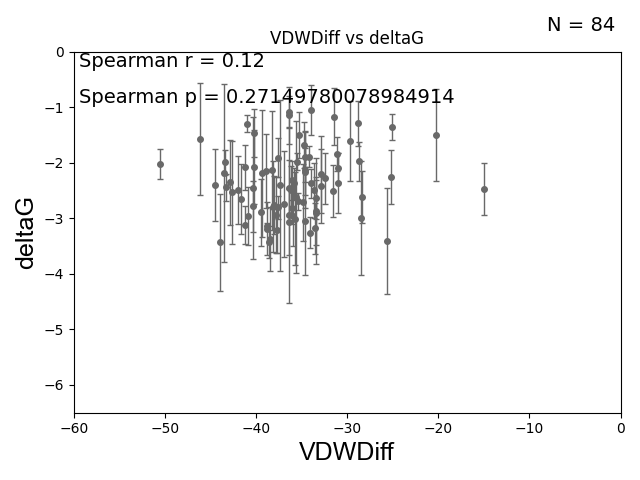 N = 84
VDWDiff vs deltaG
Spearman r = 0.12
Spearman p = 0.27149780078984914
0
−1
−2
−3
−4
−5
−6
deltaG
−60 −50 −40 −30 −20 −10 0
VDWDiff